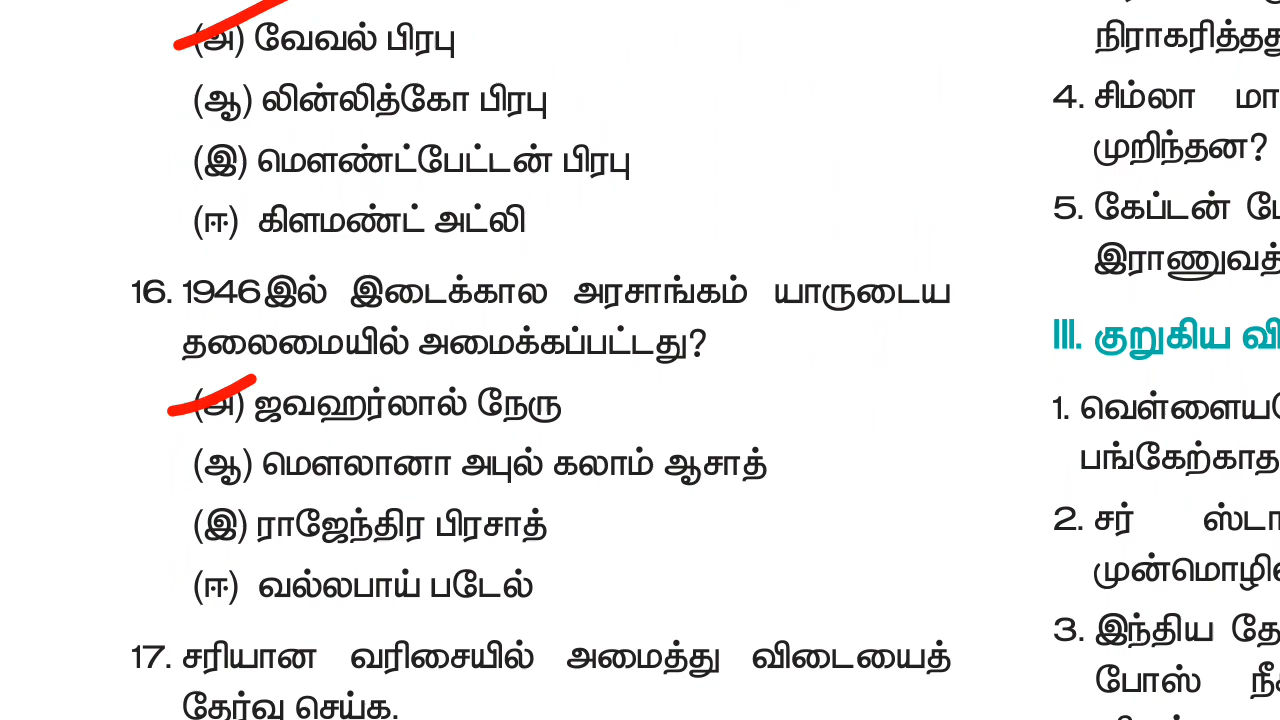 (அ) வேவல் பிரபு
(ஆ) லின்லித்கோ பிரபு
(இ) மௌண்ட்பேட்டன் பிரபு
(ஈ) கிளமண்ட் அட்லி
16. 1946இல் இடைக்கால அரசாங்கம் யாருடைய
தலைமையில் அமைக்கப்பட்டது?
(அ) ஜவஹர்லால் நேரு
(ஆ) மௌலானா அபுல் கலாம் ஆசாத்
(இ) ராஜேந்திர பிரசாத்
(ஈ) வல்லபாய் படேல்
17. சரியான வரிசையில் அமைத்து விடையைத்
தேர்வு செய்க.
நிராகரித்தது
4. சிம்லா மா
முறிந்தன?
5. கேப்டன்
இராணுவத்
III. குறுகிய வி
1. வெள்ளைய
பங்கேற்காத
2. சர் ஸ்டா
முன்மொழி
3. இந்திய தே
போஸ் நீ